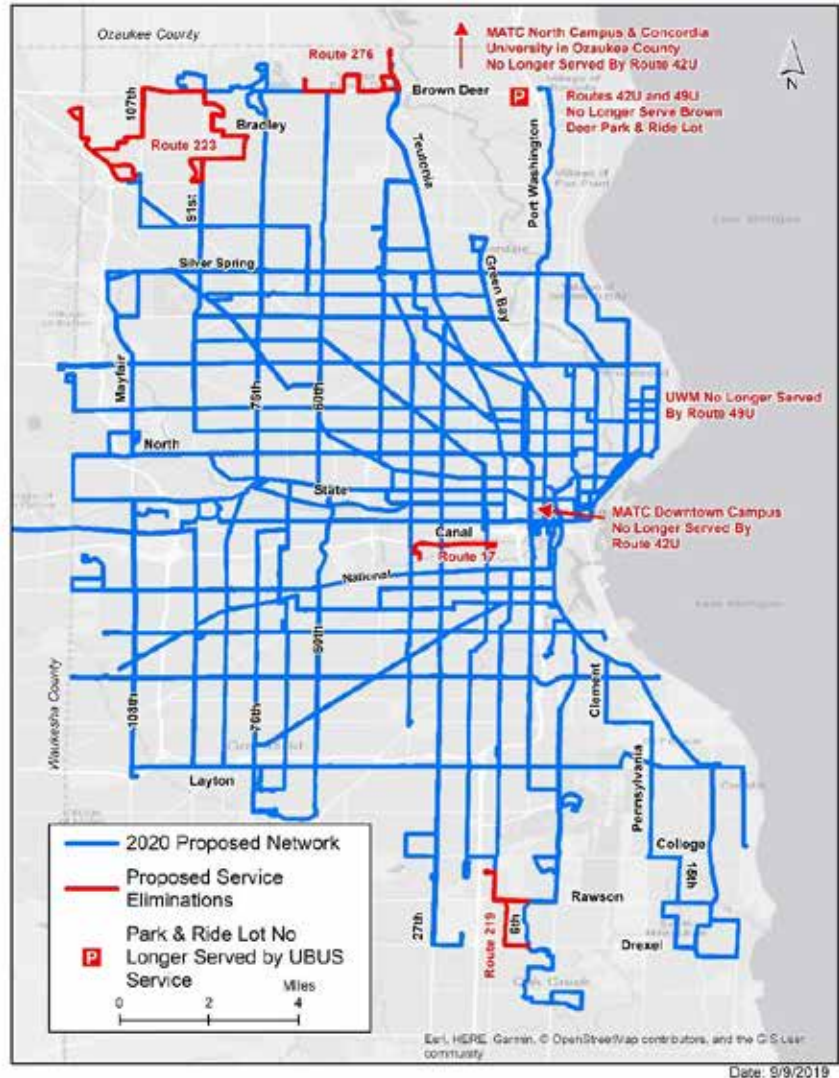 Ozaukee County
Route 276
MATC North Campus & Concordia
University in Ozaukee County
No Longer Served By Route 42U
N
107th
Brown Deer
P
Routes 42U and 49U
No Longer Serve Brown
Deer Park & Ride Lot
Bradley
Route 223
Teutonia
Port Washington
91st
Silver Spring
Green Bay
Mayfair
76th
60th
UWM No Longer Served
By Route 49U
North
State
MATC Downtown Campus
No Longer Served By
Route 42U
Canal
Route 17
National
60th
Clement
Waukesha County
108th
76th
Layton
Pennsylvania
College
15th
Rawson
27th
Route 219
6th
Drexel
2020 Proposed Network
Proposed Service
Eliminations
P
Park & Ride Lot No
Longer Served by UBUS
Service
Miles
0 2 4
Esri, HERE, Garmin, © OpenStreetMap contributors, and the GIS user
community
Date: 9/9/2019